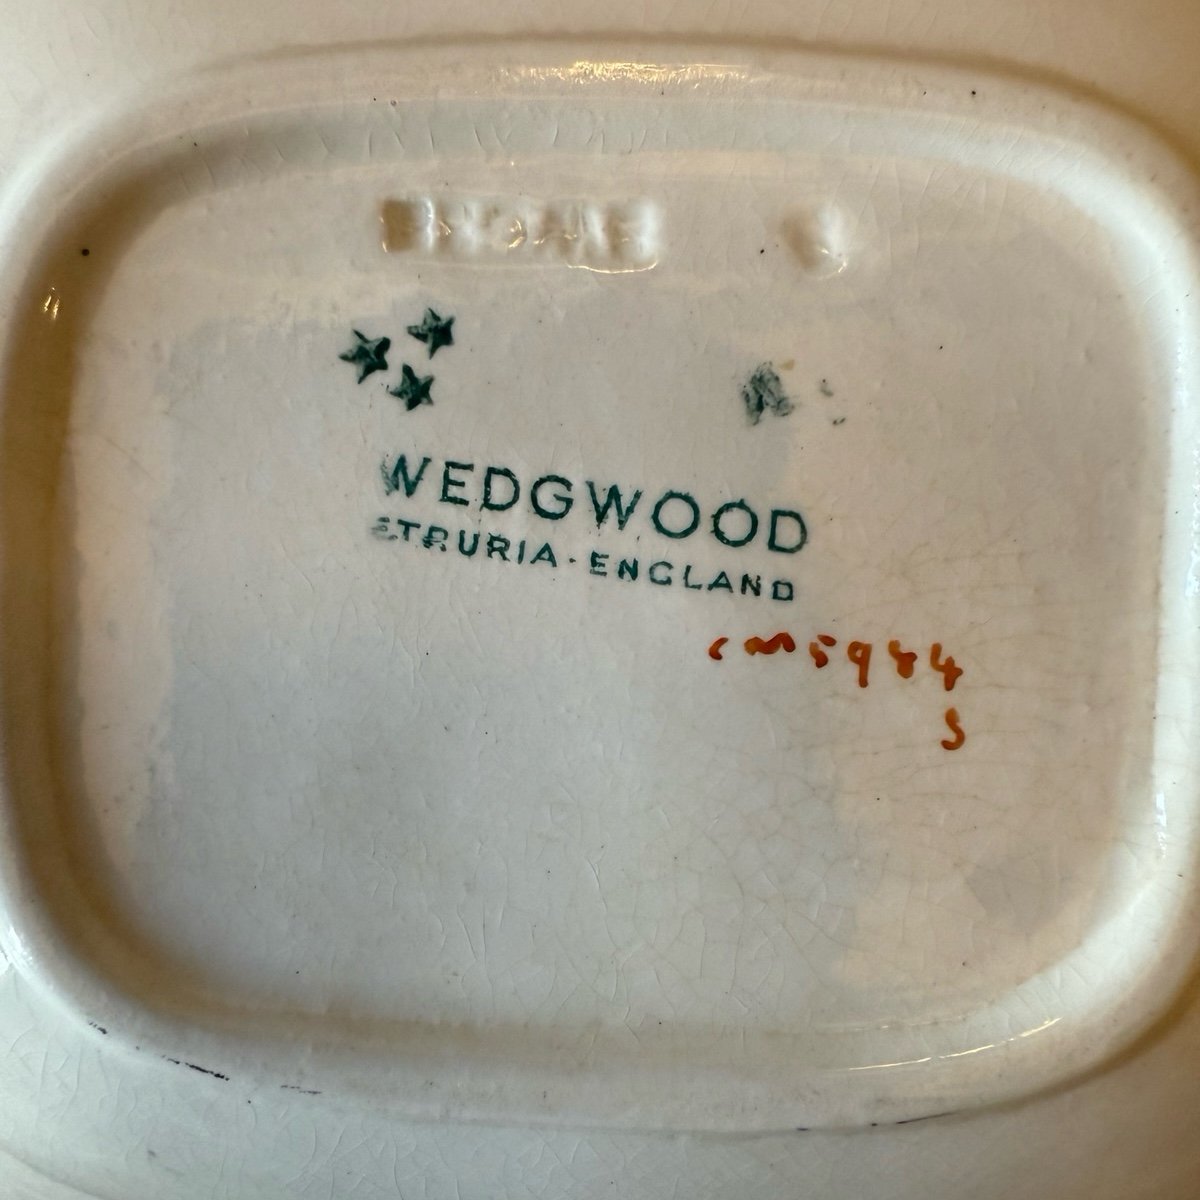 WEDGWOOD
ETRURIA · ENGLAND
CM5984
S